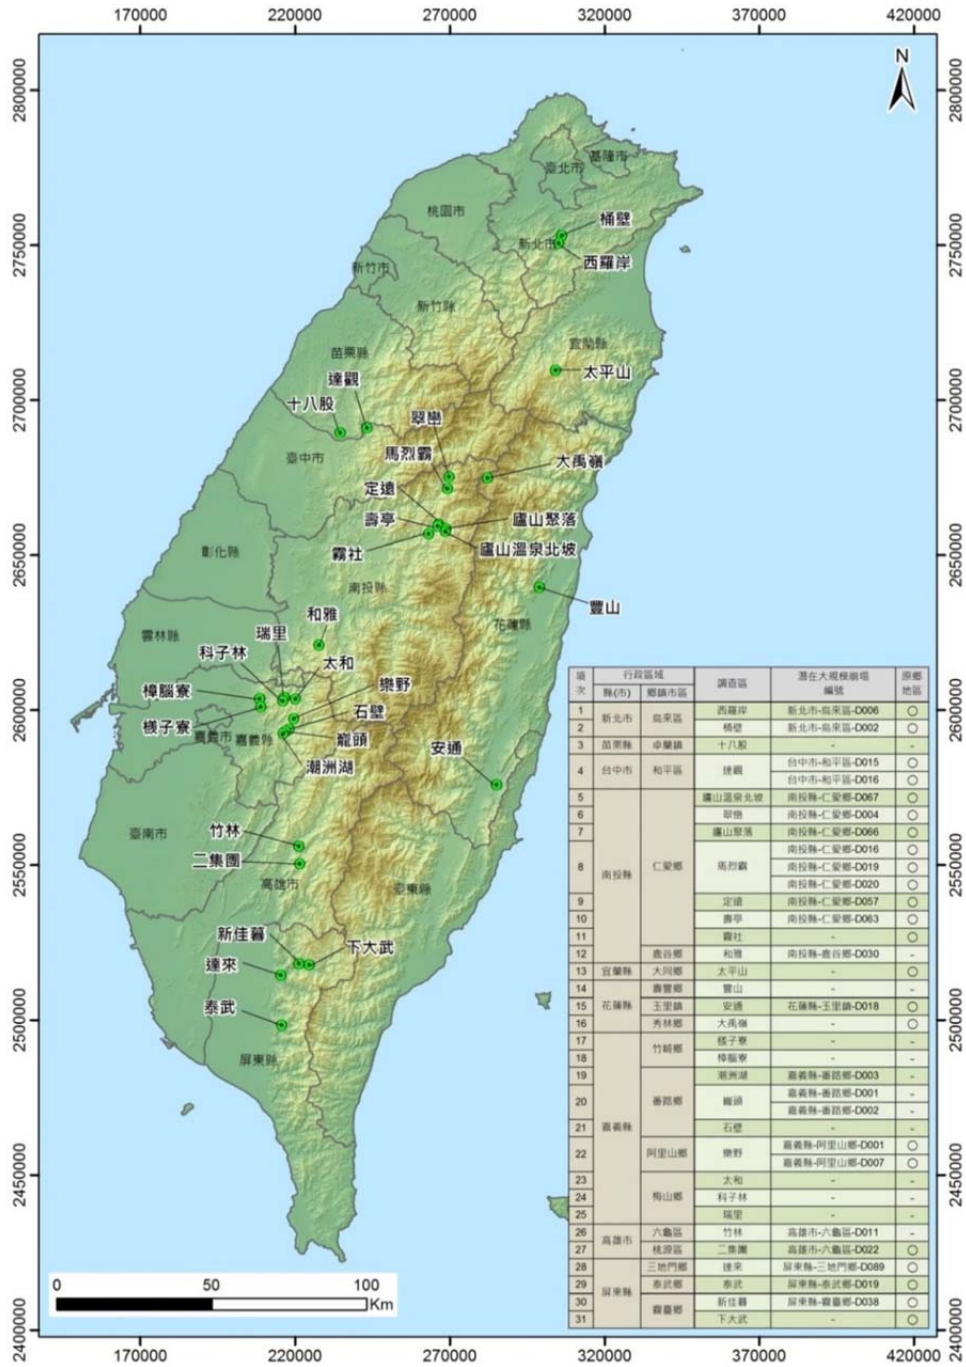 170000 220000 270000 320000 370000 420000
2800000 2800000
N
基隆市
臺北市
桃園市
桶壁
2750000 新北市 2750000
西羅岸
新竹市
新竹縣
宜蘭縣
苗栗縣
太平山
達觀
2700000 2700000
十八股
翠巒
臺中市
馬烈霸
大禹嶺
定遠
壽亭 廬山聚落
霧社 廬山溫泉北坡
2650000 2650000
彰化縣
南投縣
豐山
花蓮縣
和雅
瑞里
雲林縣
科子林 太和
樟腦寮 樂野
2600000 石壁 2600000
檨子寮 嘉義市 嘉義縣 巃頭
安通
潮洲湖
臺南市
竹林
二集團
2550000 2550000
高雄市 臺東縣
新佳暮 下大武
達來
2500000 泰武 2500000
屏東縣
2450000 2450000
0 50 100
Km
2400000 2400000
170000 220000 270000 320000 370000 420000
項次 行政區域 調查區 潛在大規模崩塌編號 原鄉地區
縣(市) 鄉鎮市區
1 新北市 烏來區 西羅岸 新北市-烏來區-D006 ○
2 桶壁 新北市-烏來區-D002 ○
3 苗栗縣 卓蘭鎮 十八股 - -
4 台中市 和平區 達觀 台中市-和平區-D015 ○
台中市-和平區-D016 ○
5 南投縣 仁愛鄉 廬山溫泉北坡 南投縣-仁愛鄉-D067 ○
6 翠巒 南投縣-仁愛鄉-D004 ○
7 廬山聚落 南投縣-仁愛鄉-D066 ○
8 馬烈霸 南投縣-仁愛鄉-D016 ○
南投縣-仁愛鄉-D019 ○
南投縣-仁愛鄉-D020 ○
9 定遠 南投縣-仁愛鄉-D057 ○
10 壽亭 南投縣-仁愛鄉-D063 ○
11 霧社 - ○
12 鹿谷鄉 和雅 南投縣-鹿谷鄉-D030 -
13 宜蘭縣 大同鄉 太平山 - ○
14 花蓮縣 壽豐鄉 豐山 - -
15 玉里鎮 安通 花蓮縣-玉里鎮-D018 ○
16 秀林鄉 大禹嶺 - ○
17 嘉義縣 竹崎鄉 檨子寮 - -
18 樟腦寮 - -
19 番路鄉 潮洲湖 嘉義縣-番路鄉-D003 -
20 巃頭 嘉義縣-番路鄉-D001 -
嘉義縣-番路鄉-D002 -
21 石壁 - -
22 阿里山鄉 樂野 嘉義縣-阿里山鄉-D001 ○
嘉義縣-阿里山鄉-D007 ○
23 梅山鄉 太和 - -
24 科子林 - -
25 瑞里 - -
26 高雄市 六龜區 竹林 高雄市-六龜區-D011 -
27 桃源區 二集團 高雄市-六龜區-D022 ○
28 屏東縣 三地門鄉 達來 屏東縣-三地門鄉-D089 ○
29 泰武鄉 泰武 屏東縣-泰武鄉-D019 ○
30 霧臺鄉 新佳暮 屏東縣-霧臺鄉-D038 ○
31 下大武 - ○